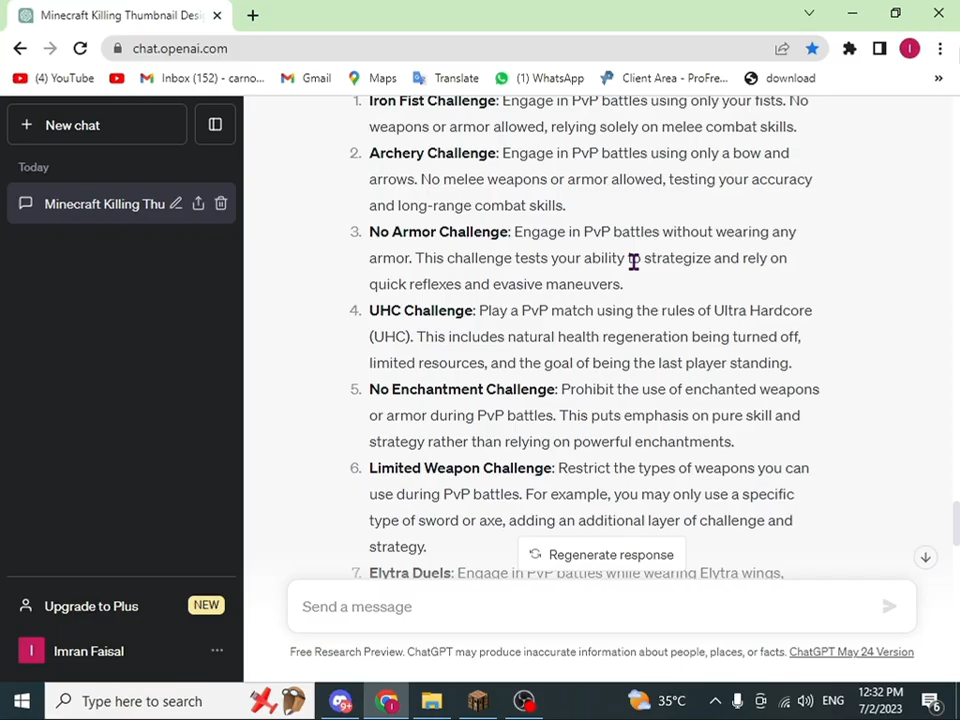 Minecraft Killing Thumbnail Desi
chat.openai.com
(4) YouTube
Inbox (152) - carno...
Gmail
Maps
Translate
(1) WhatsApp
Client Area - ProFre...
download
»
New chat
Today
Minecraft Killing Thu
Upgrade to Plus
NEW
I
Imran Faisal
I
1. Iron Fist Challenge: Engage in PvP battles using only your fists. No
weapons or armor allowed, relying solely on melee combat skills.
2. Archery Challenge: Engage in PvP battles using only a bow and
arrows. No melee weapons or armor allowed, testing your accuracy
and long-range combat skills.
3. No Armor Challenge: Engage in PvP battles without wearing any
armor. This challenge tests your ability to strategize and rely on
quick reflexes and evasive maneuvers.
4. UHC Challenge: Play a PvP match using the rules of Ultra Hardcore
(UHC). This includes natural health regeneration being turned off,
limited resources, and the goal of being the last player standing.
5. No Enchantment Challenge: Prohibit the use of enchanted weapons
or armor during PvP battles. This puts emphasis on pure skill and
strategy rather than relying on powerful enchantments.
6. Limited Weapon Challenge: Restrict the types of weapons you can
use during PvP battles. For example, you may only use a specific
type of sword or axe, adding an additional layer of challenge and
strategy.
7. Elytra Duels: Engage in PvP battles while wearing Elytra wings,
Regenerate response
Send a message
Free Research Preview. ChatGPT may produce inaccurate information about people, places, or facts. ChatGPT May 24 Version
Type here to search
9+
35°C
ENG
12:32 PM
7/2/2023
6